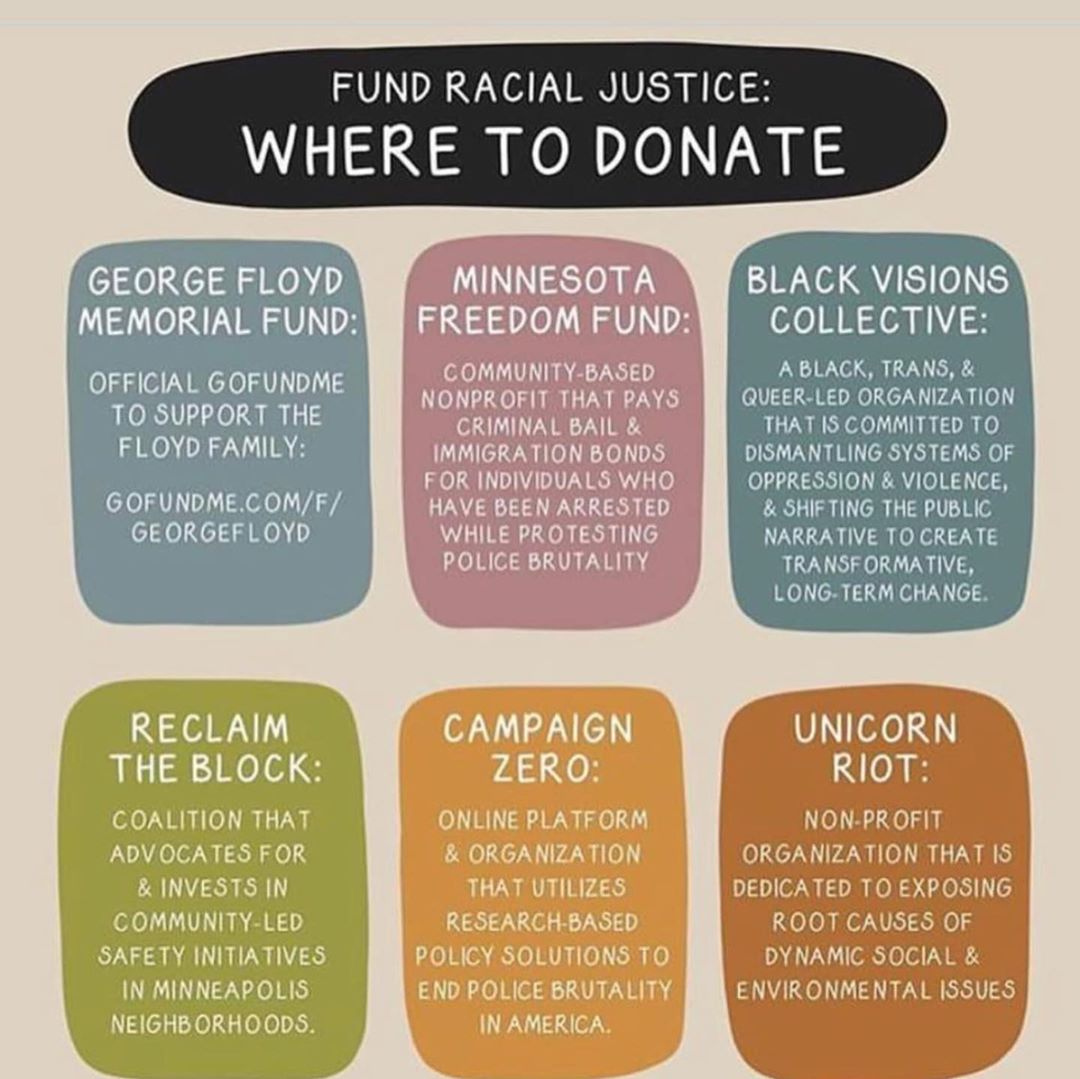 FUND RACIAL JUSTICE:
WHERE TO DONATE
GEORGE FLOYD
MEMORIAL FUND:
OFFICIAL GOFUNDME
TO SUPPORT THE
FLOYD FAMILY:
GOFUNDME.COM/F/
GEORGEFLOYD
MINNESOTA
FREEDOM FUND:
COMMUNITY-BASED
NONPROFIT THAT PAYS
CRIMINAL BAIL &
IMMIGRATION BONDS
FOR INDIVIDUALS WHO
HAVE BEEN ARRESTED
WHILE PROTESTING
POLICE BRUTALITY
BLACK VISIONS
COLLECTIVE:
A BLACK, TRANS, &
QUEER-LED ORGANIZATION
THAT IS COMMITTED TO
DISMANTLING SYSTEMS OF
OPPRESSION & VIOLENCE,
& SHIFTING THE PUBLIC
NARRATIVE TO CREATE
TRANSFORMATIVE,
LONG-TERM CHANGE.
RECLAIM
THE BLOCK:
COALITION THAT
ADVOCATES FOR
& INVESTS IN
COMMUNITY-LED
SAFETY INITIATIVES
IN MINNEAPOLIS
NEIGHBORHOODS.
CAMPAIGN
ZERO:
ONLINE PLATFORM
& ORGANIZATION
THAT UTILIZES
RESEARCH-BASED
POLICY SOLUTIONS TO
END POLICE BRUTALITY
IN AMERICA.
UNICORN
RIOT:
NON-PROFIT
ORGANIZATION THAT IS
DEDICATED TO EXPOSING
ROOT CAUSES OF
DYNAMIC SOCIAL &
ENVIRONMENTAL ISSUES